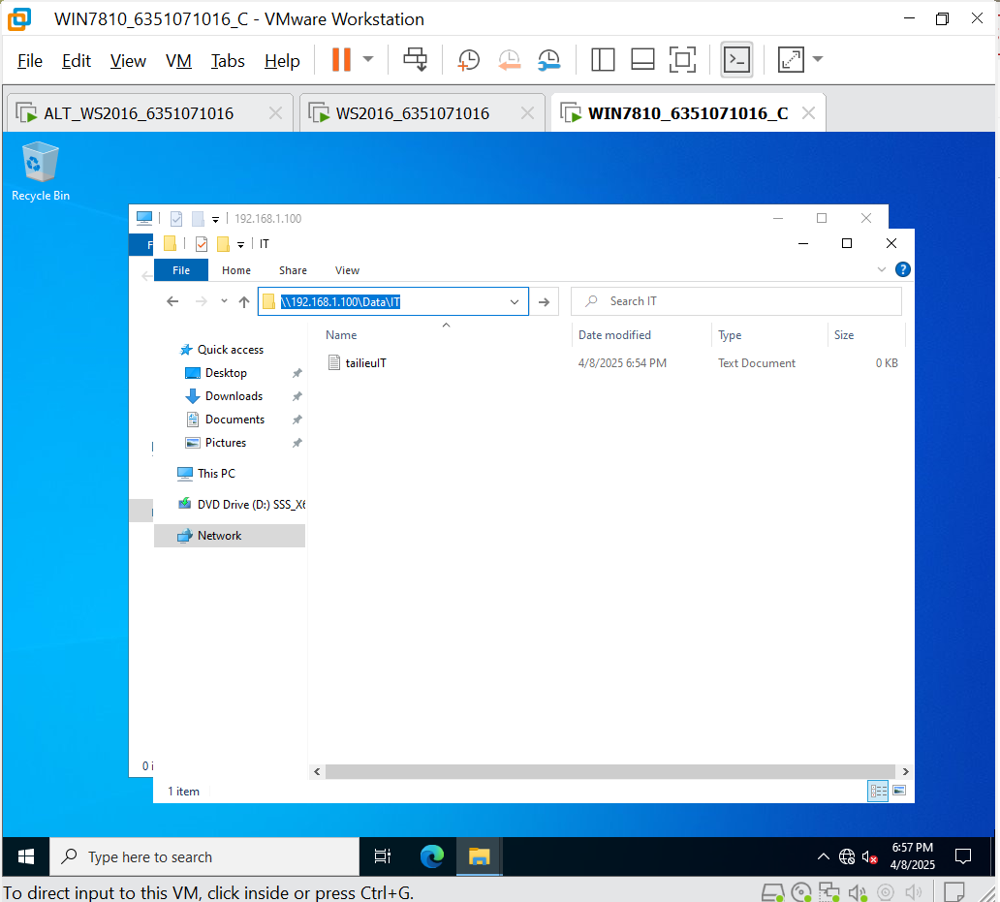 WIN7810_6351071016_C - VMware Workstation
File Edit View VM Tabs Help
ALT_WS2016_6351071016 WS2016_6351071016 WIN7810_6351071016_C
Recycle Bin
192.168.1.100
IT
File Home Share View
\\192.168.1.100\Data\IT Search IT
Name Date modified Type Size
Quick access
tailieuIT 4/8/2025 6:54 PM Text Document 0 KB
Desktop
Downloads
Documents
Pictures
This PC
DVD Drive (D:) SSS_X6
Network
1 item
Type here to search
6:57 PM
4/8/2025
To direct input to this VM, click inside or press Ctrl+G.